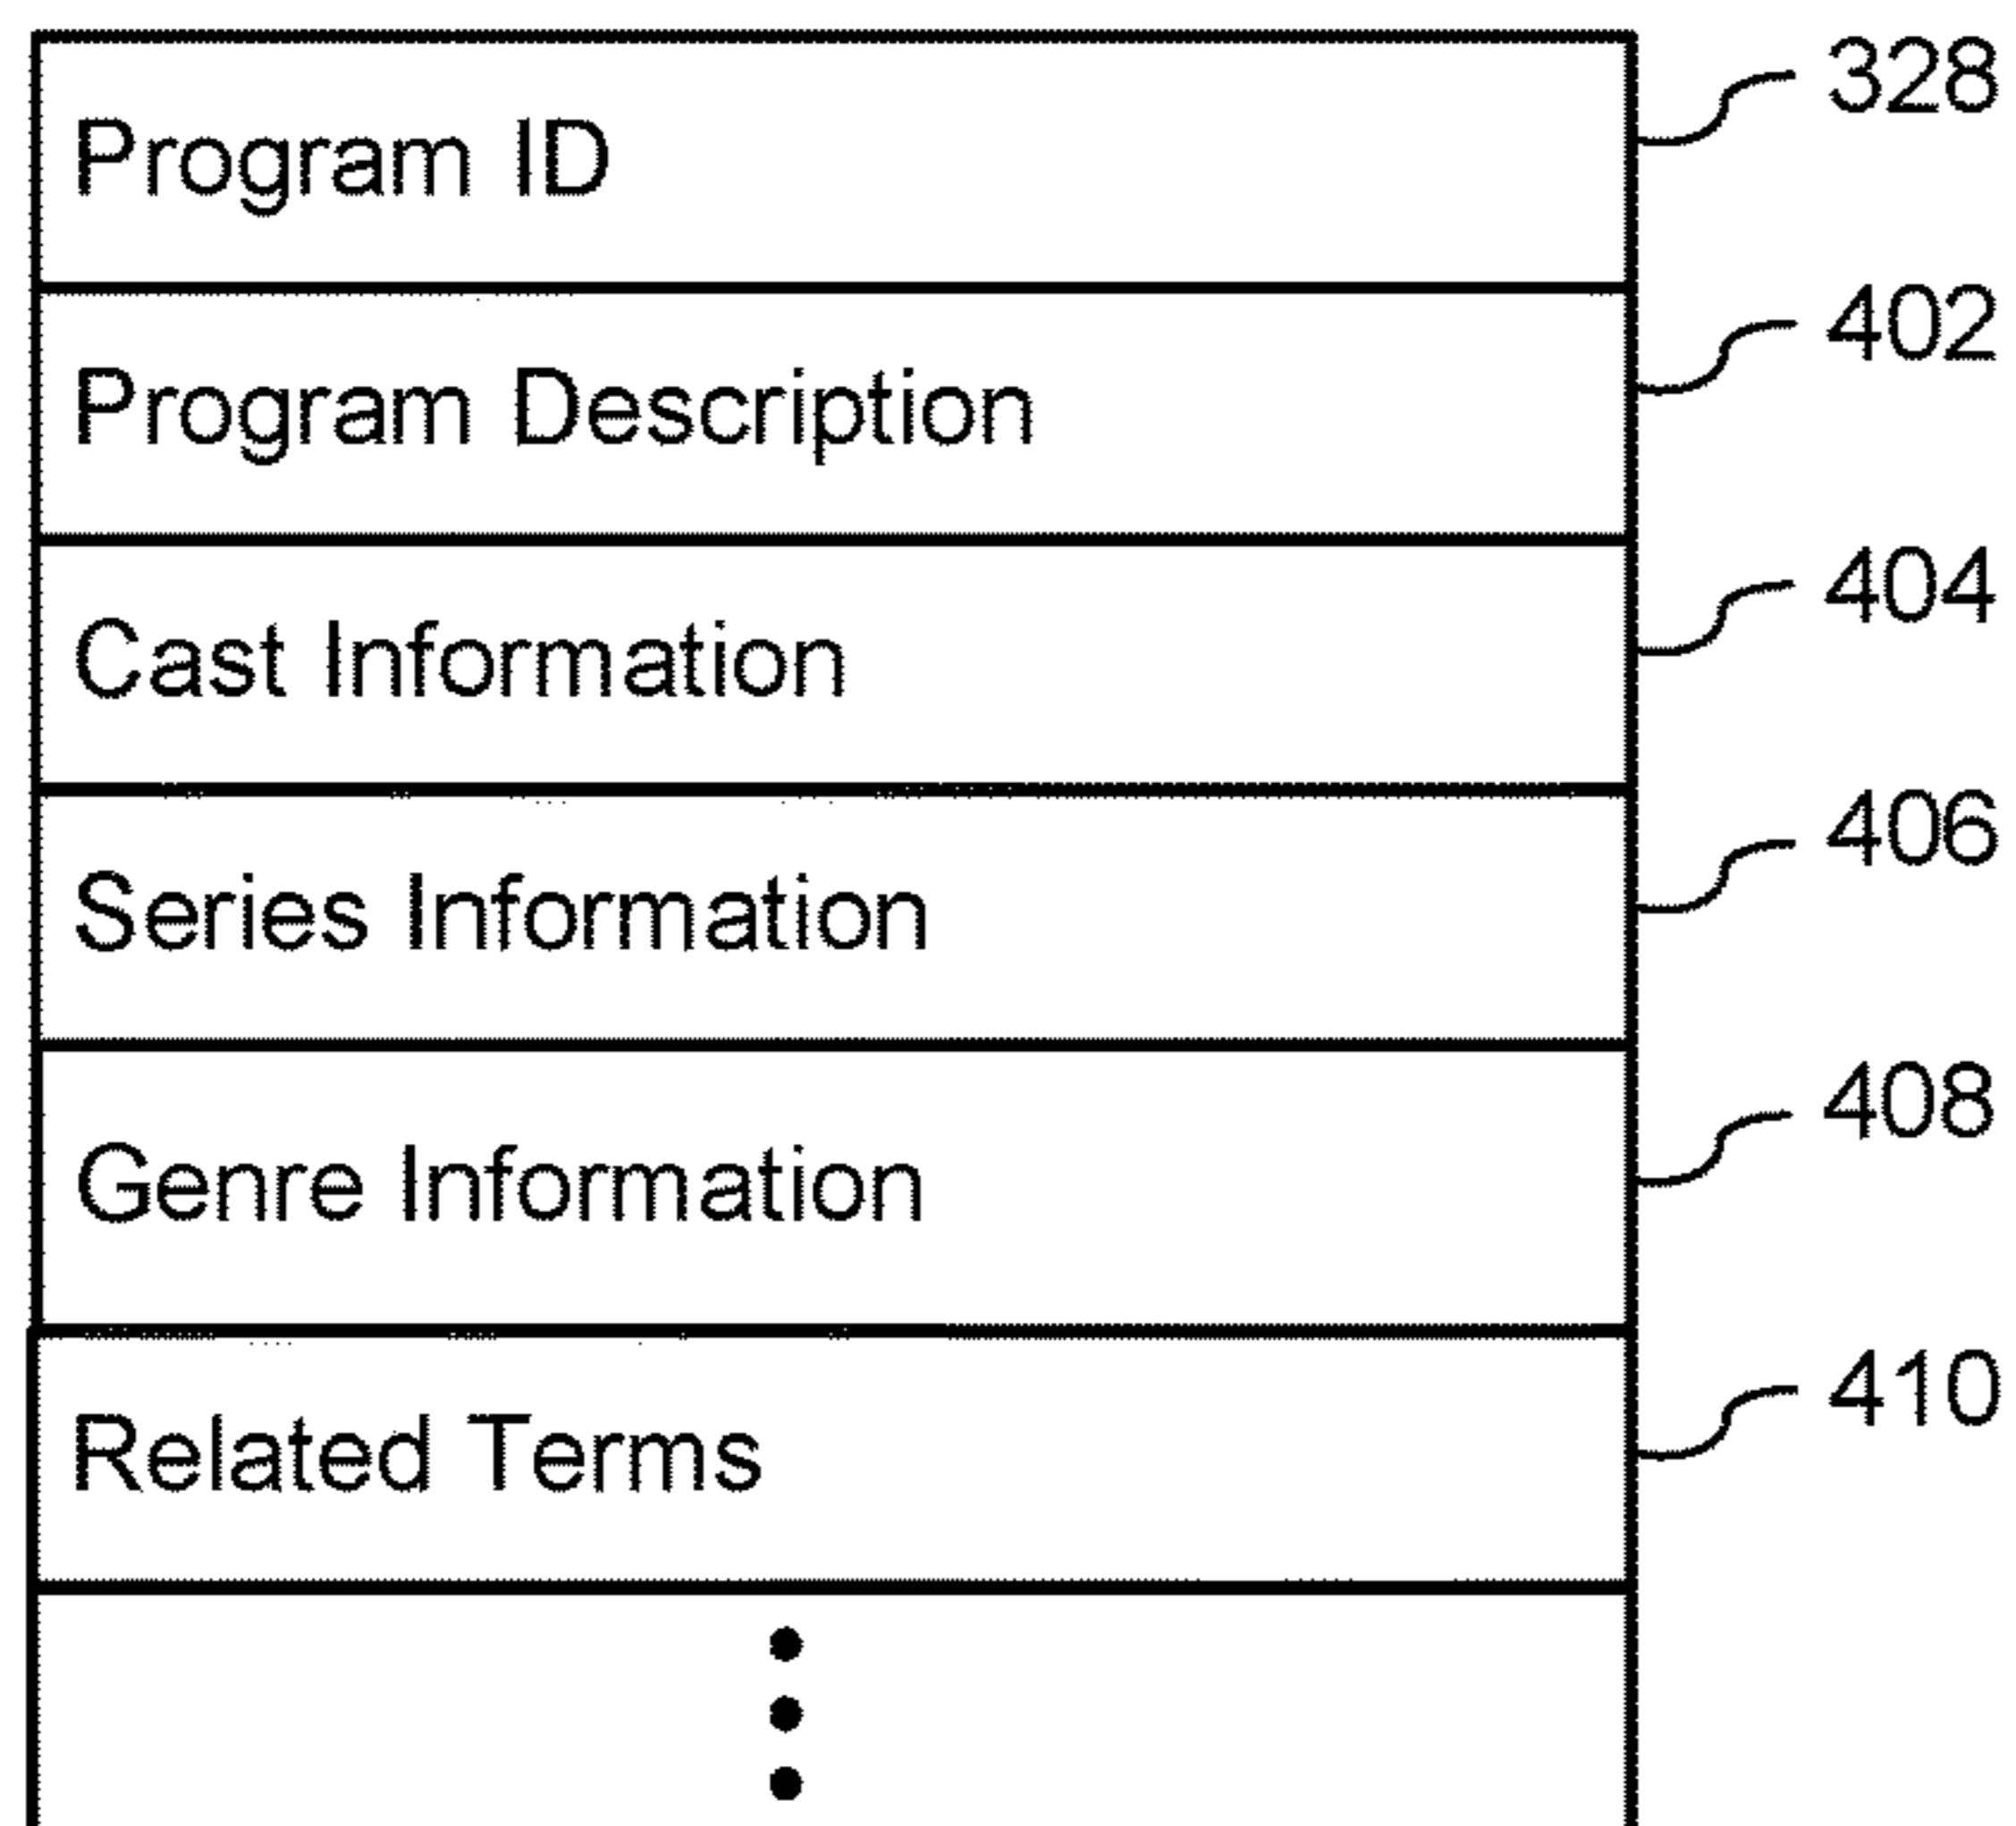 Program ID 328
Program Description 402
Cast Information 404
Series Information 406
Genre Information 408
Related Terms 410